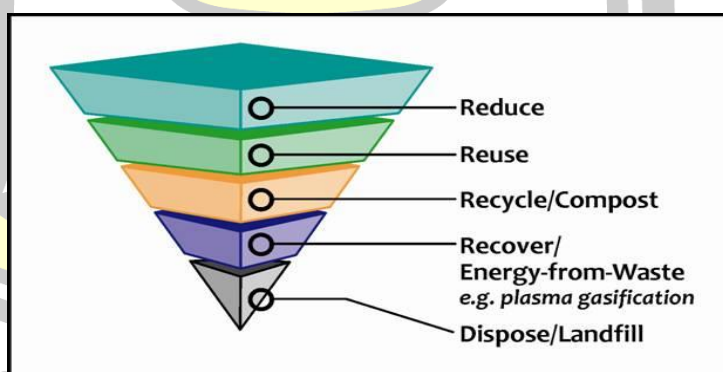 Reduce
Reuse
Recycle/Compost
Recover/
Energy-from-Waste
e.g. plasma gasification
Dispose/Landfill